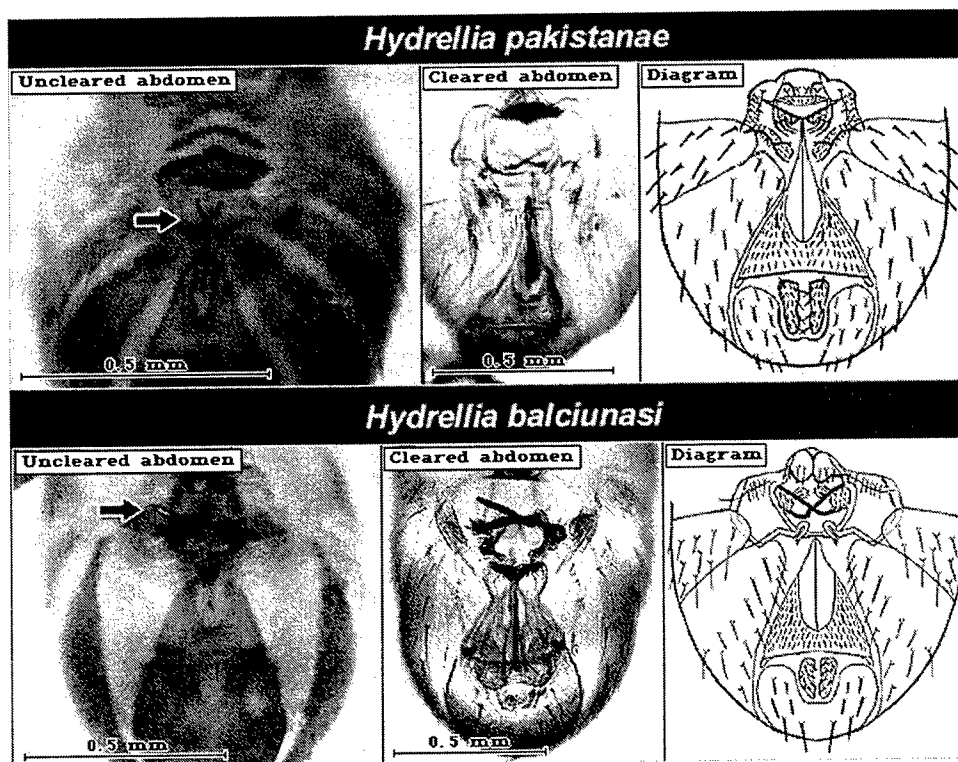 Hydrellia pakistanae
Uncleared abdomen
Cleared abdomen
Diagram
0.5 mm
0.5 mm
Hydrellia balciunasi
Uncleared abdomen
Cleared abdomen
Diagram
0.5 mm
0.5 mm